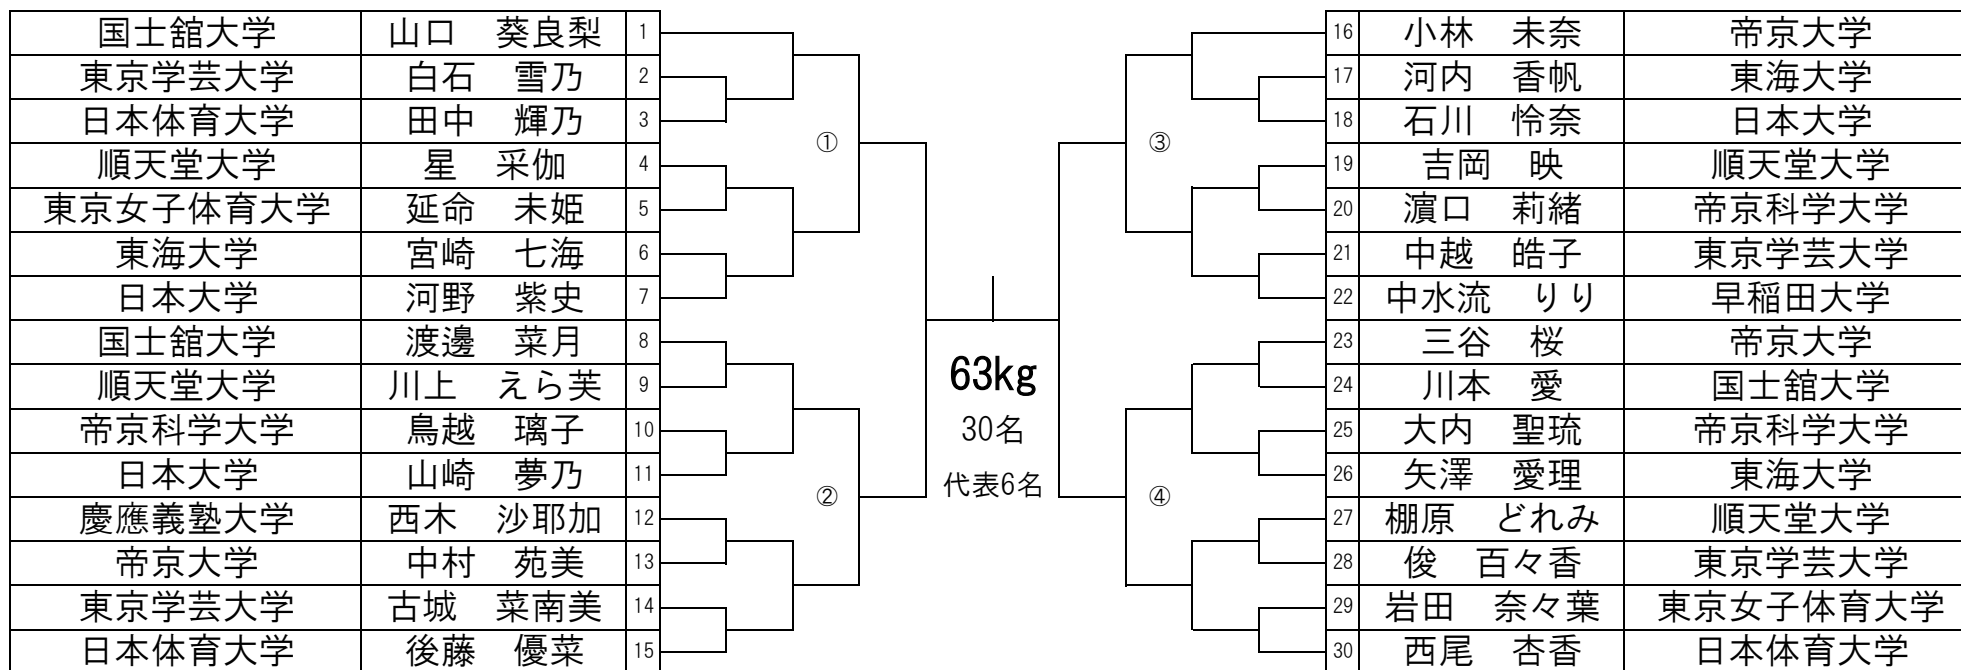 国士舘大学 山口 葵良梨 1
東京学芸大学 白石 雪乃 2
日本体育大学 田中 輝乃 3
順天堂大学 星 采伽 4
東京女子体育大学 延命 未姫 5
東海大学 宮崎 七海 6
日本大学 河野 紫史 7
国士舘大学 渡邊 菜月 8
順天堂大学 川上 えら芙 9
帝京科学大学 鳥越 璃子 10
日本大学 山崎 夢乃 11
慶應義塾大学 西木 沙耶加 12
帝京大学 中村 苑美 13
東京学芸大学 古城 菜南美 14
日本体育大学 後藤 優菜 15
①
②
63kg
30名
代表6名
③
④
16 小林 未奈 帝京大学
17 河内 香帆 東海大学
18 石川 怜奈 日本大学
19 吉岡 映 順天堂大学
20 濵口 莉緒 帝京科学大学
21 中越 皓子 東京学芸大学
22 中水流 りり 早稲田大学
23 三谷 桜 帝京大学
24 川本 愛 国士舘大学
25 大内 聖琉 帝京科学大学
26 矢澤 愛理 東海大学
27 棚原 どれみ 順天堂大学
28 俊 百々香 東京学芸大学
29 岩田 奈々葉 東京女子体育大学
30 西尾 杏香 日本体育大学